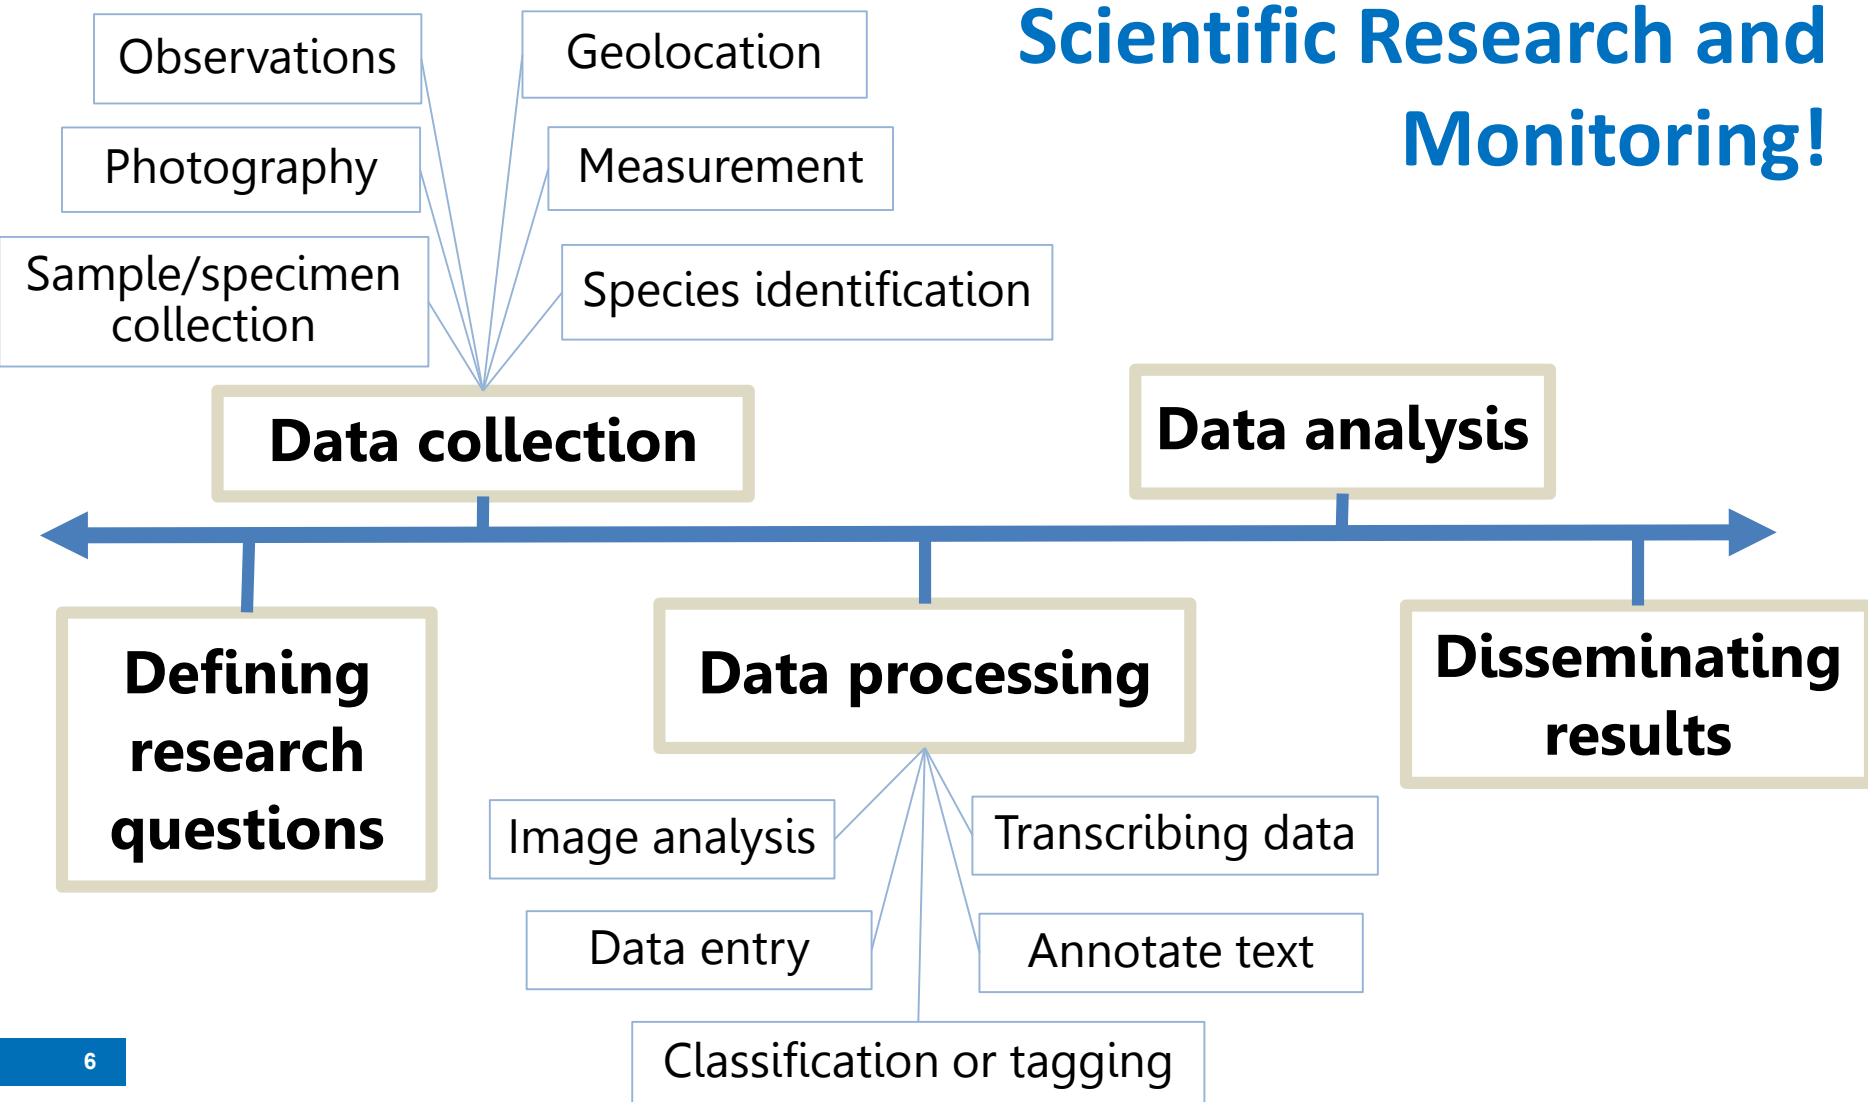 Scientific Research and
Monitoring!
Observations
Geolocation
Photography
Measurement
Sample/specimen
collection
Species identification
Data collection
Data analysis
Defining
research
questions
Data processing
Disseminating
results
Image analysis
Transcribing data
Data entry
Annotate text
Classification or tagging
6